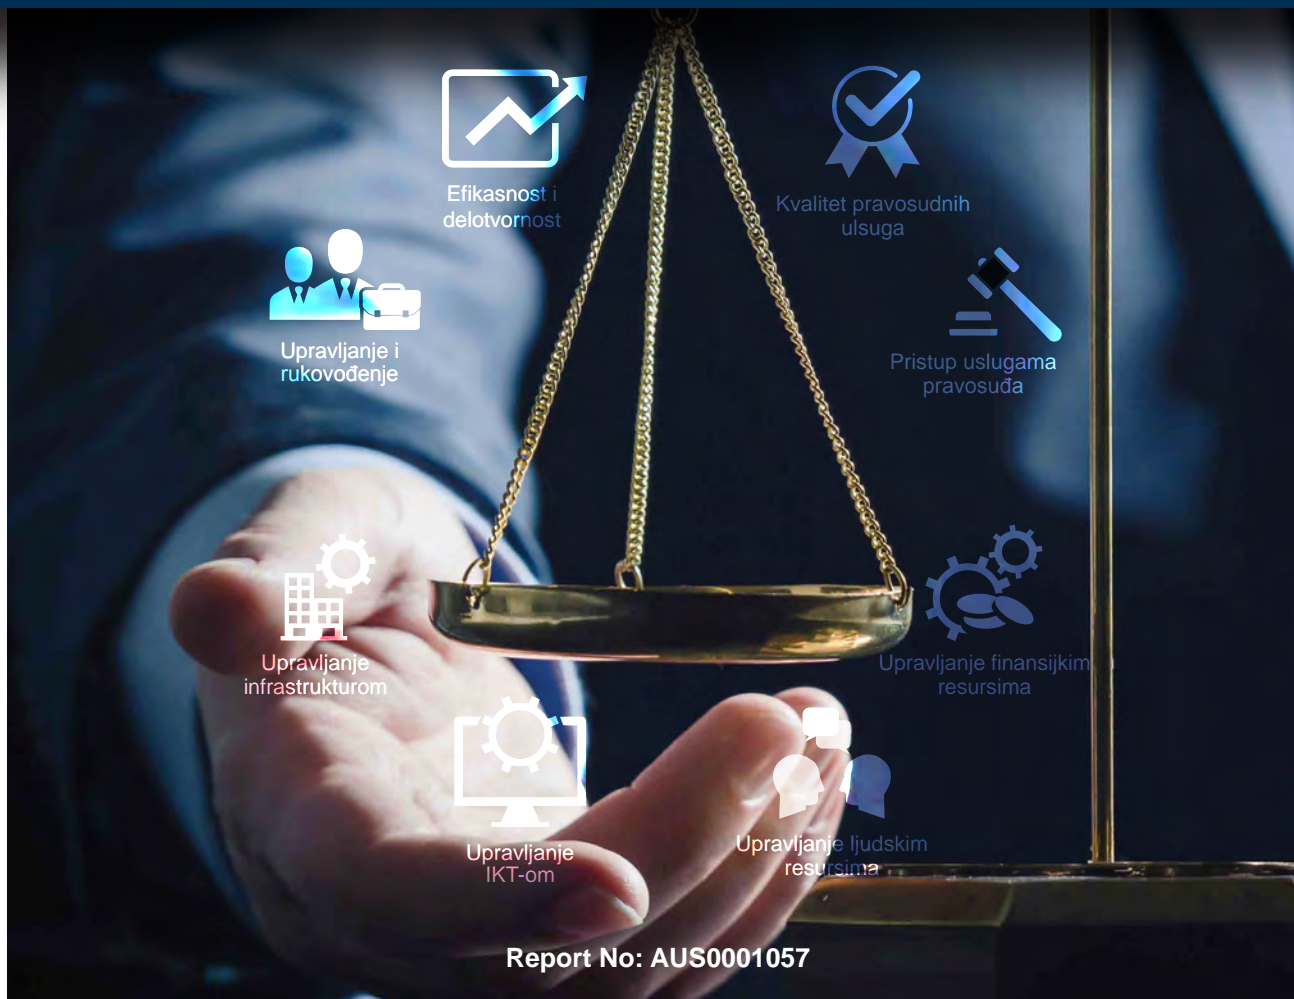 Efikasnost i
delotvornost
Kvalitet pravosudnih
ulsuga
Upravljanje i
rukovođenje
Pristup uslugama
pravosuđa
Upravljanje
infrastrukturom
Upravljanje finansijkim
resursima
Upravljanje
IKT-om
Upravljanje ljudskim
resursima
Report No: AUS0001057